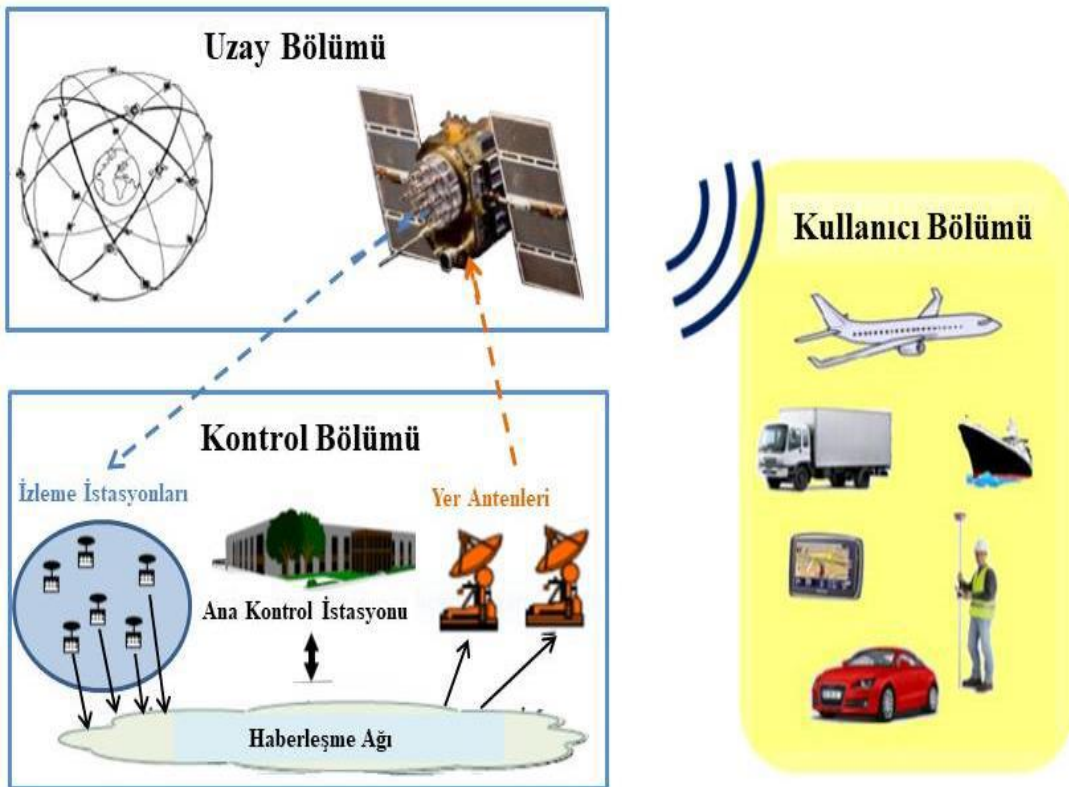 Uzay Bölümü
Kullanıcı Bölümü
Kontrol Bölümü
İzleme İstasyonları
Yer Antenleri
Ana Kontrol İstasyonu
Haberleşme Ağı